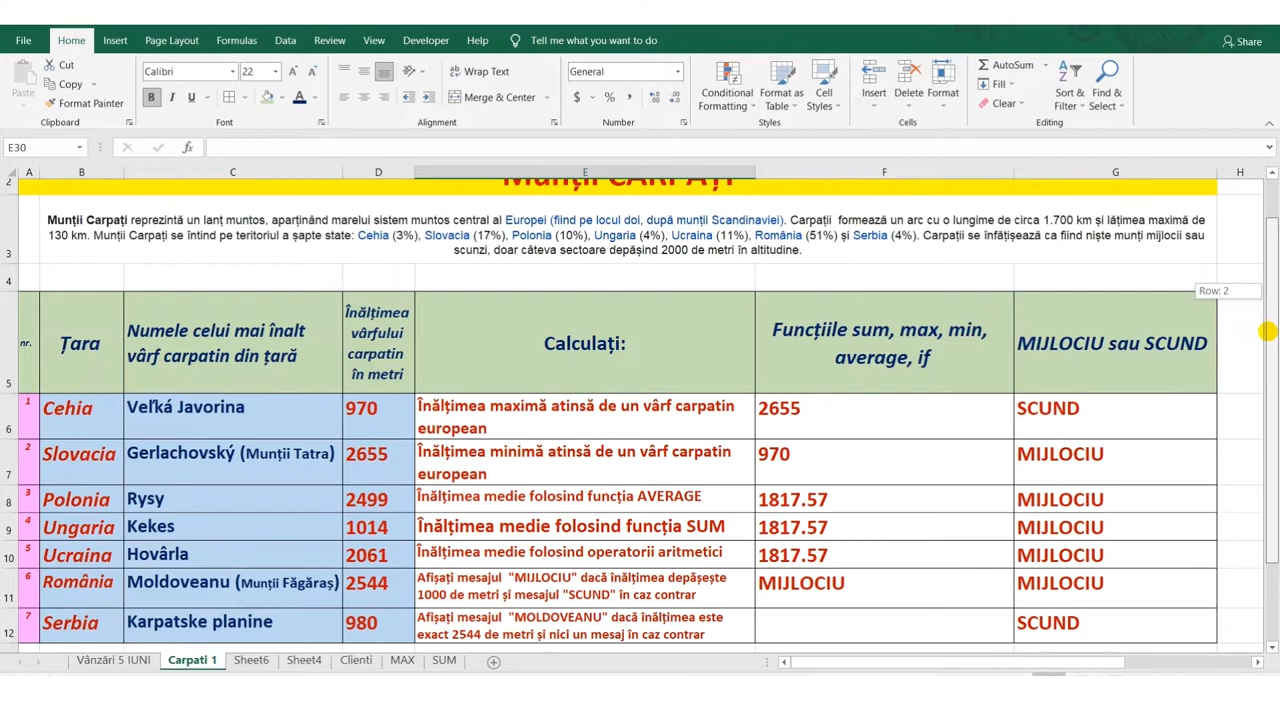 File Home Insert Page Layout Formulas Data Review View Developer Help Tell me what you want to do Share
Cut
Copy
Format Painter
Paste
Calibri 22
Wrap Text
Merge & Center
General
Conditional Formatting
Format as Table
Cell Styles
Insert Delete Format
AutoSum
Fill
Clear
Sort & Filter
Find & Select
Clipboard Font Alignment Number Styles Cells Editing
E30
A B C D E F G H
2 Munții CARPAȚI
Munții Carpați reprezintă un lanț muntos, aparținând marelui sistem muntos central al Europei (fiind pe locul doi, după munții Scandinaviei). Carpații formează un arc cu o lungime de circa 1.700 km și lățimea maximă de
130 km. Munții Carpați se întind pe teritoriul a șapte state: Cehia (3%), Slovacia (17%), Polonia (10%), Ungaria (4%), Ucraina (11%), România (51%) și Serbia (4%). Carpații se înfățișează ca fiind niște munți mijlocii sau
3 scunzi, doar câteva sectoare depășind 2000 de metri în altitudine.
4
Row: 2
5 nr. Țara
Numele celui mai înalt
vârf carpatin din țară
Înălțimea
vârfului
carpatin
în metri
Calculați:
Funcțiile sum, max, min,
average, if
MIJLOCIU sau SCUND
6 1 Cehia Veľká Javorina 970 Înălțimea maximă atinsă de un vârf carpatin 2655 SCUND
european
7 2 Slovacia Gerlachovský (Munții Tatra) 2655 Înălțimea minimă atinsă de un vârf carpatin 970 MIJLOCIU
european
8 3 Polonia Rysy 2499 Înălțimea medie folosind funcția AVERAGE 1817.57 MIJLOCIU
9 4 Ungaria Kekes 1014 Înălțimea medie folosind funcția SUM 1817.57 MIJLOCIU
10 5 Ucraina Hovârla 2061 Înălțimea medie folosind operatorii aritmetici 1817.57 MIJLOCIU
11 6 România Moldoveanu (Munții Făgăraș) 2544 Afișați mesajul "MIJLOCIU" dacă înălțimea depășește MIJLOCIU MIJLOCIU
1000 de metri și mesajul "SCUND" în caz contrar
12 7 Serbia Karpatske planine 980 Afișați mesajul "MOLDOVEANU" dacă înălțimea este SCUND
exact 2544 de metri și nici un mesaj în caz contrar
Vânzări 5 IUNI Carpati 1 Sheet6 Sheet4 Clienti MAX SUM